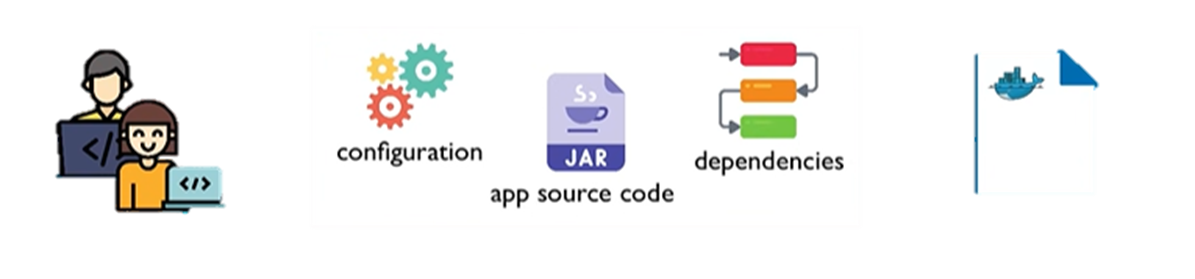 configuration
JAR
app source code
dependencies
</>
</>